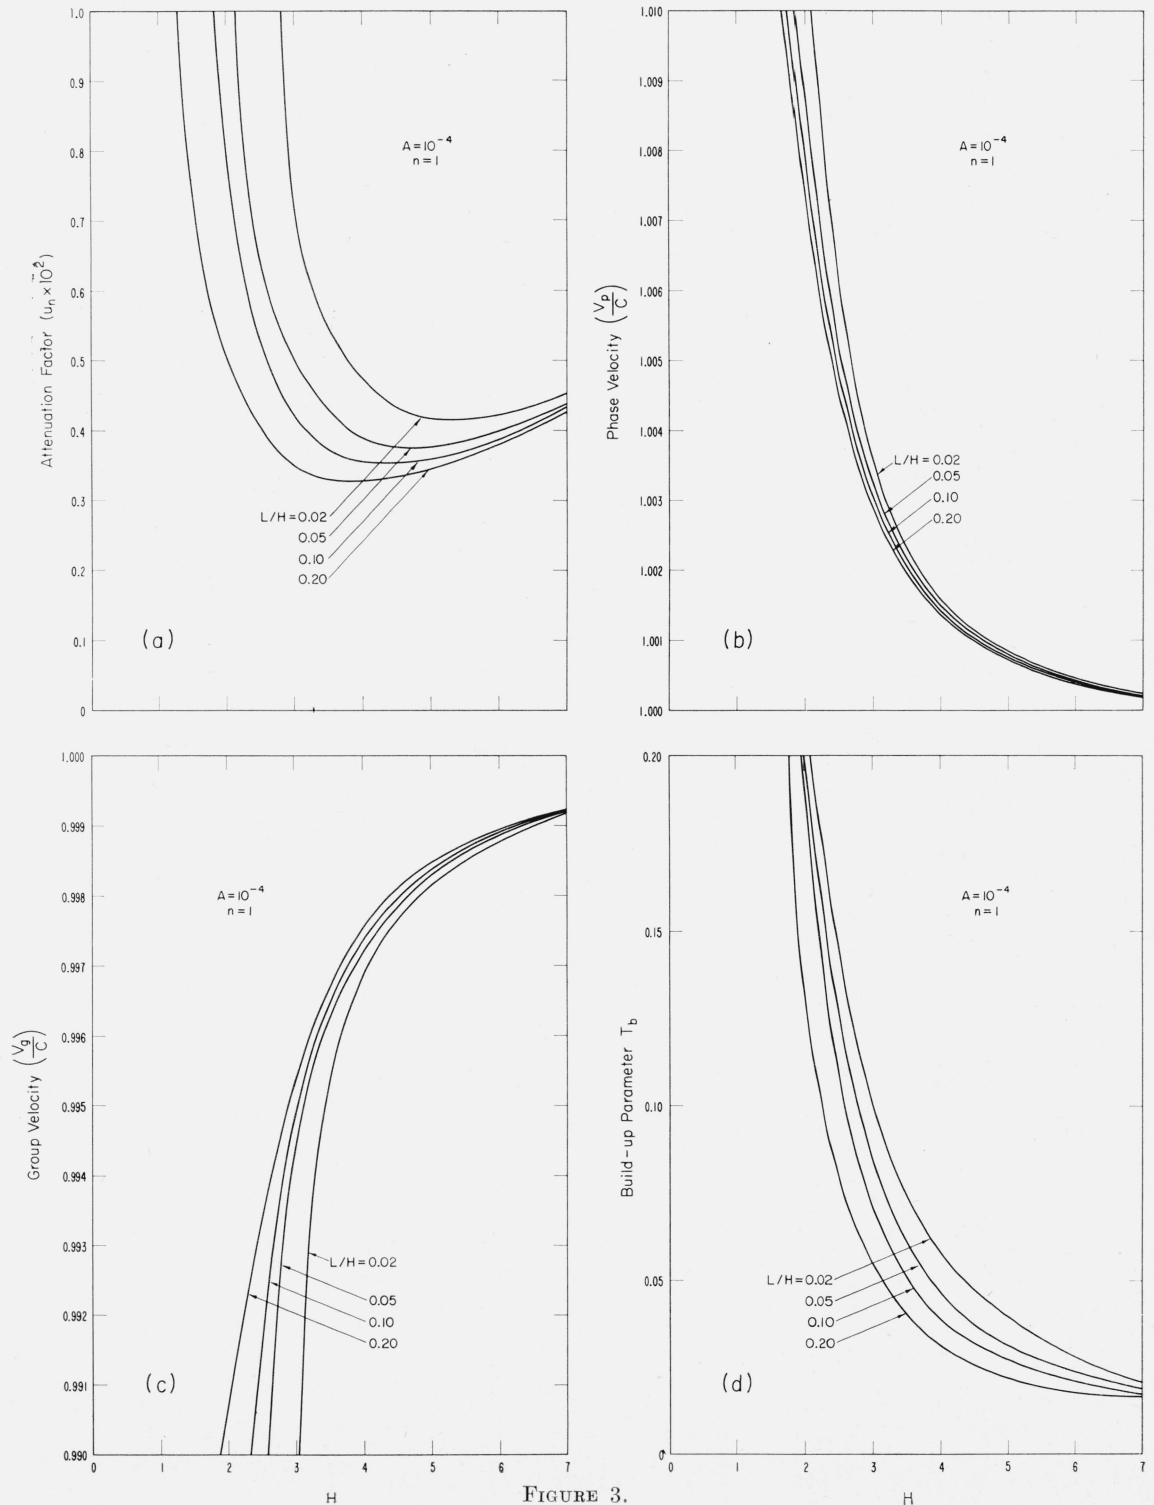 1.0
0.9
0.8
0.7
0.6
0.5
0.4
0.3
0.2
0.1
0
Attenuation Factor (uₙ × 10²)
A = 10⁻⁴
n = 1
L/H = 0.02
0.05
0.10
0.20
(a)
1.010
1.009
1.008
1.007
1.006
1.005
1.004
1.003
1.002
1.001
1.000
Phase Velocity (Vp/C)
A = 10⁻⁴
n = 1
L/H = 0.02
0.05
0.10
0.20
(b)
1.000
0.999
0.998
0.997
0.996
0.995
0.994
0.993
0.992
0.991
0.990
Group Velocity (Vg/C)
A = 10⁻⁴
n = 1
L/H = 0.02
0.05
0.10
0.20
(c)
0 1 2 3 4 5 6 7
H
0.20
0.15
0.10
0.05
0
Build-up Parameter T_b
A = 10⁻⁴
n = 1
L/H = 0.02
0.05
0.10
0.20
(d)
0 1 2 3 4 5 6 7
H
FIGURE 3.